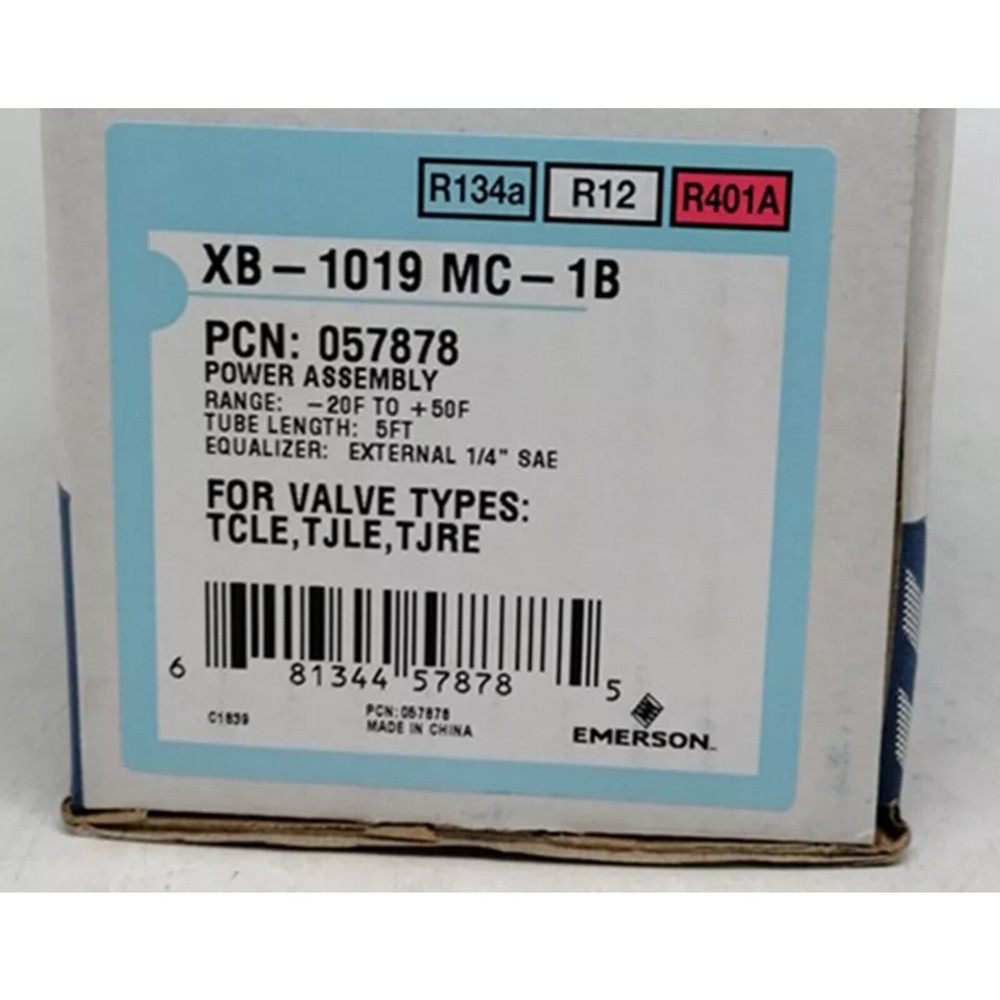 R134a R12 R401A
XB-1019 MC-1B
PCN: 057878
POWER ASSEMBLY
RANGE: -20F TO +50F
TUBE LENGTH: 5FT
EQUALIZER: EXTERNAL 1/4" SAE
FOR VALVE TYPES:
TCLE,TJLE,TJRE
6 81344 57878 5
C1839 PCN:057878
MADE IN CHINA
EMERSON